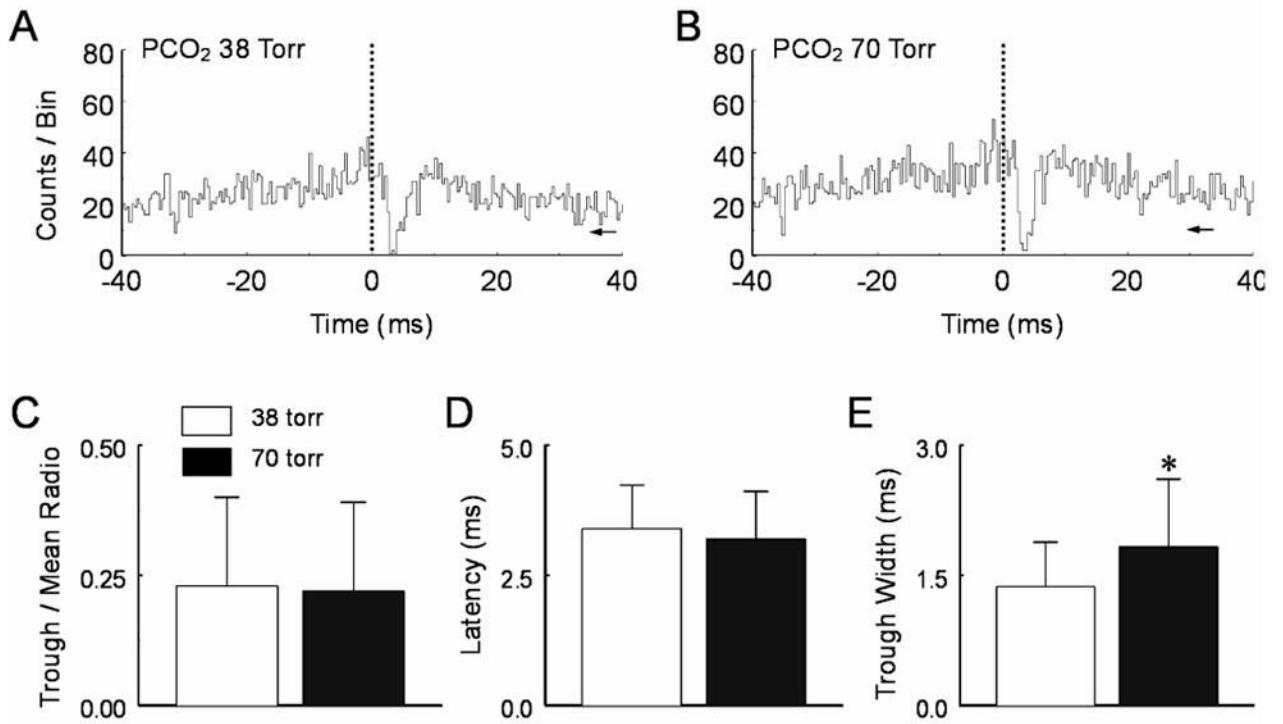 A
PCO₂ 38 Torr
80
60
40
20
0
Counts / Bin
-40 -20 0 20 40
Time (ms)
B
PCO₂ 70 Torr
80
60
40
20
0
-40 -20 0 20 40
Time (ms)
C
38 torr
70 torr
0.50
0.25
0.00
Trough / Mean Radio
D
5.0
2.5
0.0
Latency (ms)
E
3.0
1.5
0.0
Trough Width (ms)
*